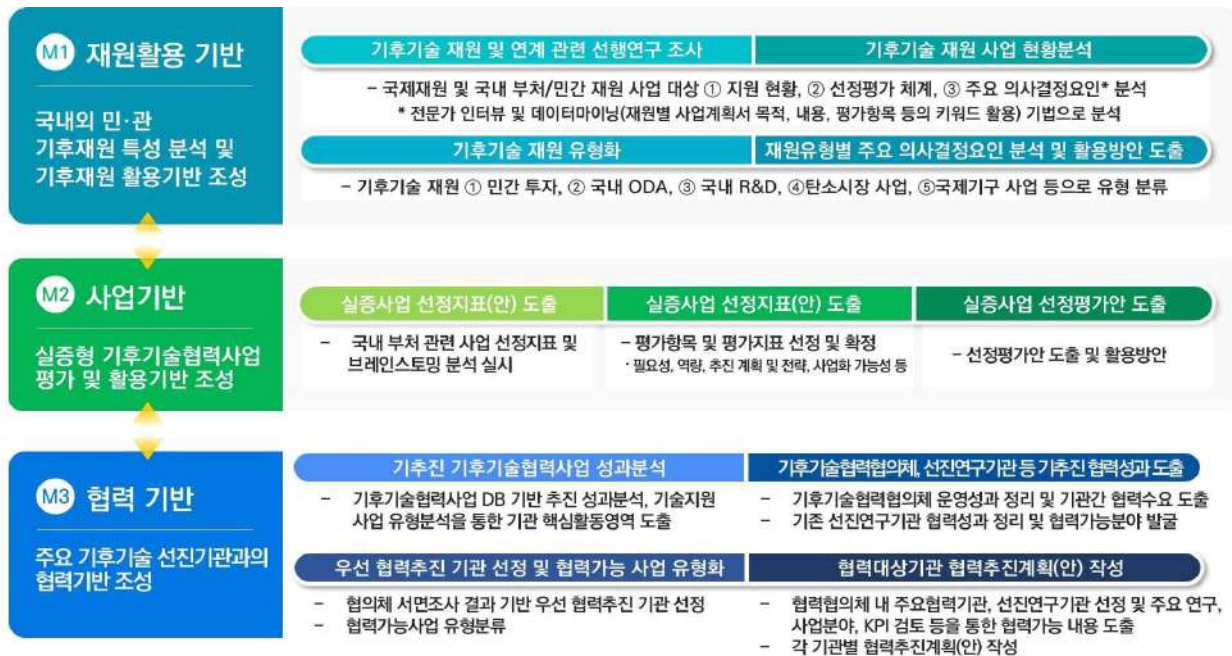 M1 재원활용 기반
국내외 민·관
기후재원 특성 분석 및
기후재원 활용기반 조성
기후기술 재원 및 연계 관련 선행연구 조사
기후기술 재원 사업 현황분석
– 국제재원 및 국내 부처/민간 재원 사업 대상 ① 지원 현황, ② 선정평가 체계, ③ 주요 의사결정요인* 분석
* 전문가 인터뷰 및 데이터마이닝(재원별 사업계획서 목적, 내용, 평가항목 등의 키워드 활용) 기법으로 분석
기후기술 재원 유형화
재원유형별 주요 의사결정요인 분석 및 활용방안 도출
– 기후기술 재원 ① 민간 투자, ② 국내 ODA, ③ 국내 R&D, ④탄소시장 사업, ⑤국제기구 사업 등으로 유형 분류
M2 사업기반
실증형 기후기술협력사업
평가 및 활용기반 조성
실증사업 선정지표(안) 도출
– 국내 부처 관련 사업 선정지표 및
브레인스토밍 분석 실시
실증사업 선정지표(안) 도출
– 평가항목 및 평가지표 선정 및 확정
· 필요성, 역량, 추진 계획 및 전략, 사업화 가능성 등
실증사업 선정평가안 도출
– 선정평가안 도출 및 활용방안
M3 협력 기반
주요 기후기술 선진기관과의
협력기반 조성
기추진 기후기술협력사업 성과분석
– 기후기술협력사업 DB 기반 추진 성과분석, 기술지원
사업 유형분석을 통한 기관 핵심활동영역 도출
기후기술협력협의체, 선진연구기관 등 기추진 협력성과 도출
– 기후기술협력협의체 운영성과 정리 및 기관간 협력수요 도출
– 기존 선진연구기관 협력성과 정리 및 협력가능분야 발굴
우선 협력추진 기관 선정 및 협력가능 사업 유형화
– 협의체 서면조사 결과 기반 우선 협력추진 기관 선정
– 협력가능사업 유형분류
협력대상기관 협력추진계획(안) 작성
– 협력협의체 내 주요협력기관, 선진연구기관 선정 및 주요 연구,
사업분야, KPI 검토 등을 통한 협력가능 내용 도출
– 각 기관별 협력추진계획(안) 작성